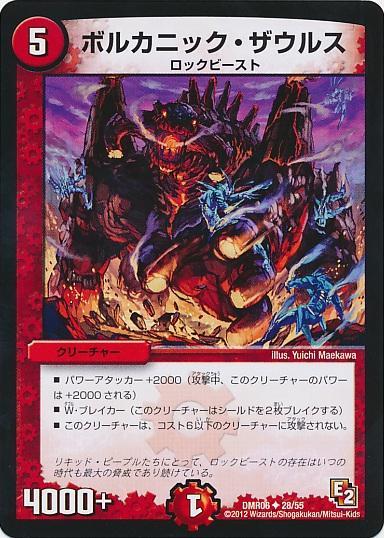 5
ボルカニック・ザウルス
ロックビースト
クリーチャー
illus. Yuichi Maekawa
■ パワーアタッカー+2000 (攻撃中、このクリーチャーのパワー
は+2000される)
■ W・ブレイカー (このクリーチャーはシールドを2枚ブレイクする)
■ このクリーチャーは、コスト6以下のクリーチャーに攻撃されない。
リキッド・ピープルたちにとって、ロックビーストの存在はいつの
時代も最大の脅威であり続けている。
4000+
1
E2
DMR06 ♦ 28/55
©2012 Wizards/Shogakukan/Mitsui-Kids